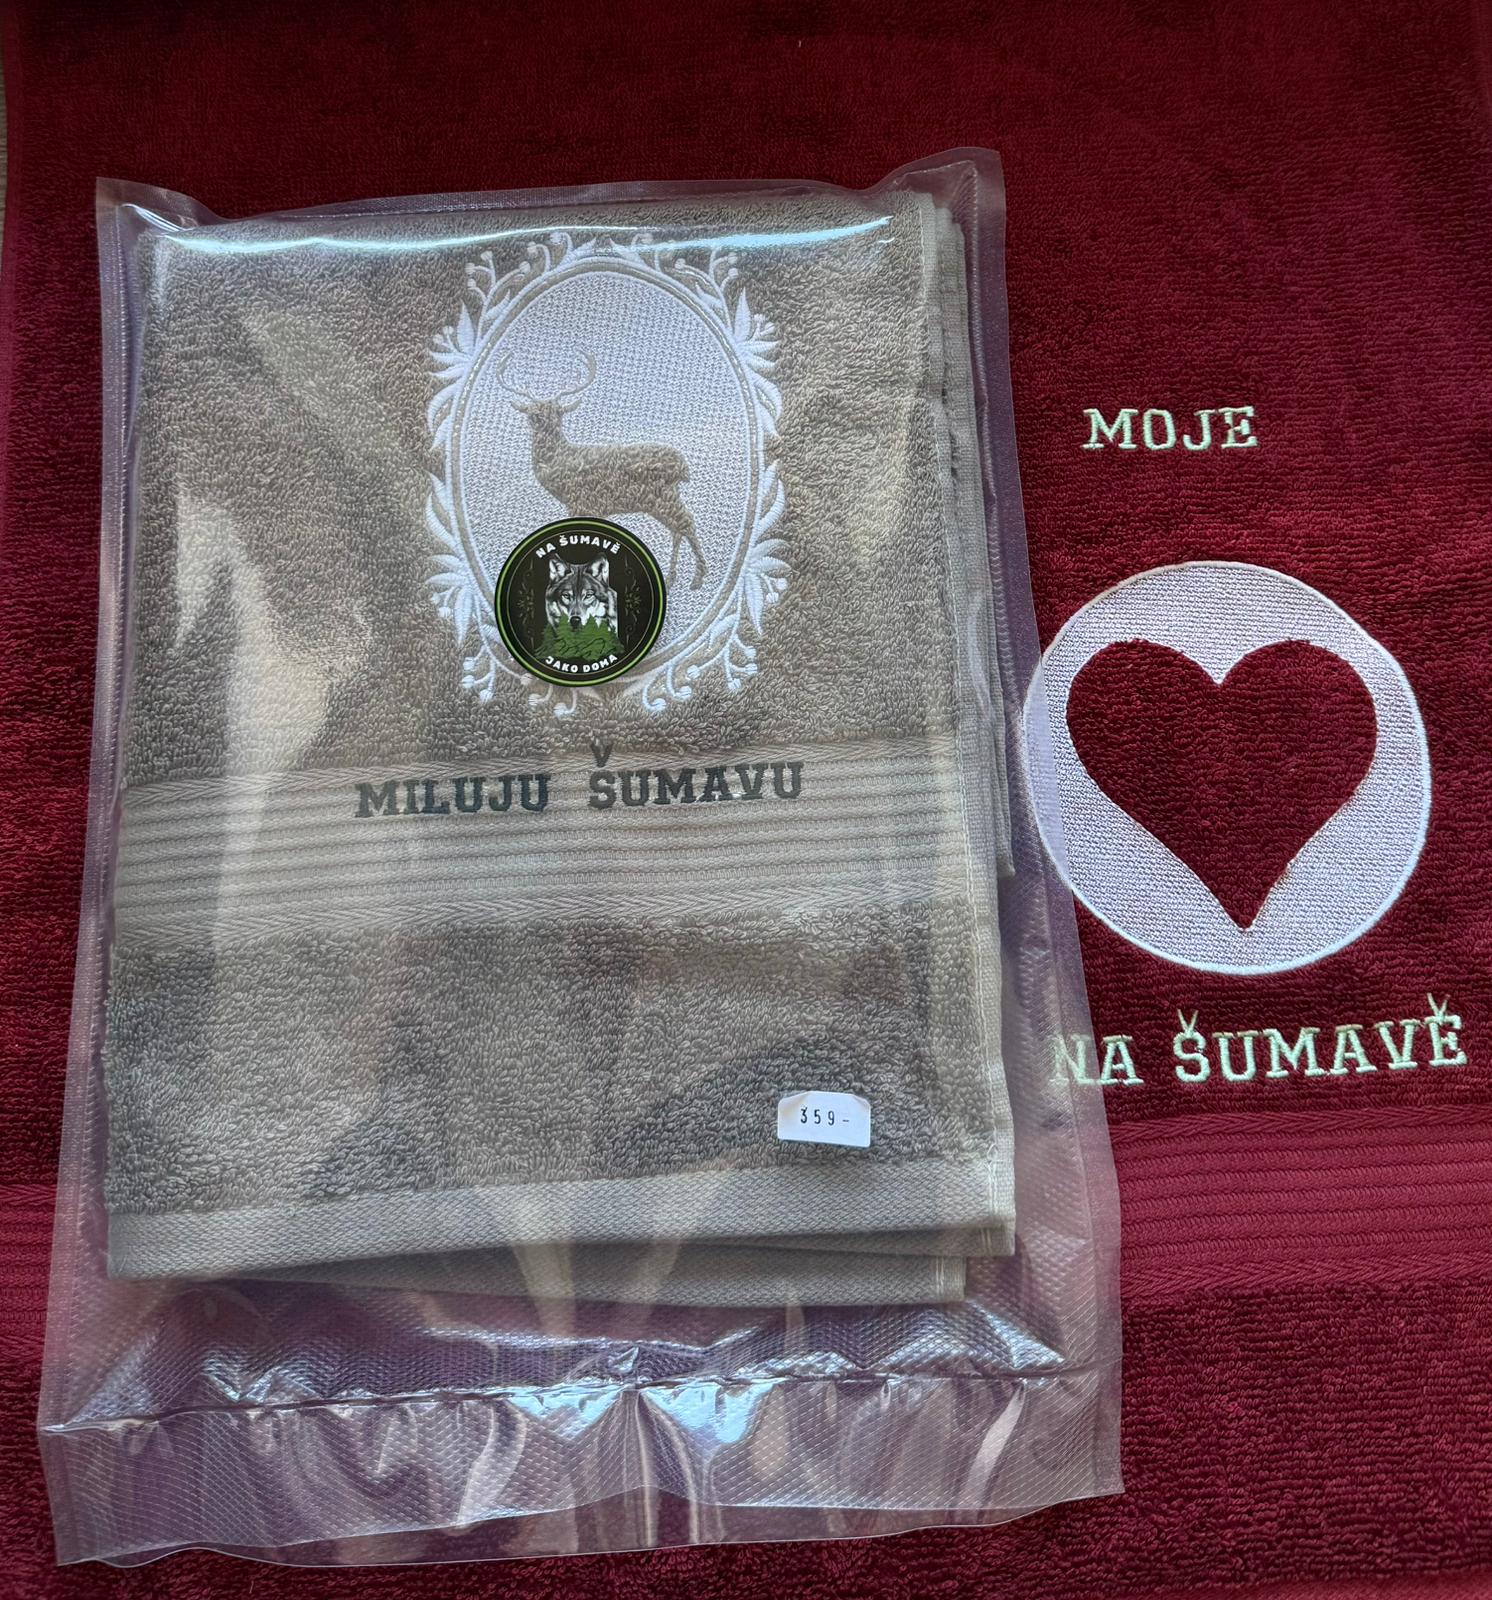 NA ŠUMAVĚ
JAKO DOMA
MILUJU ŠUMAVU
359-
MOJE
NA ŠUMAVĚ